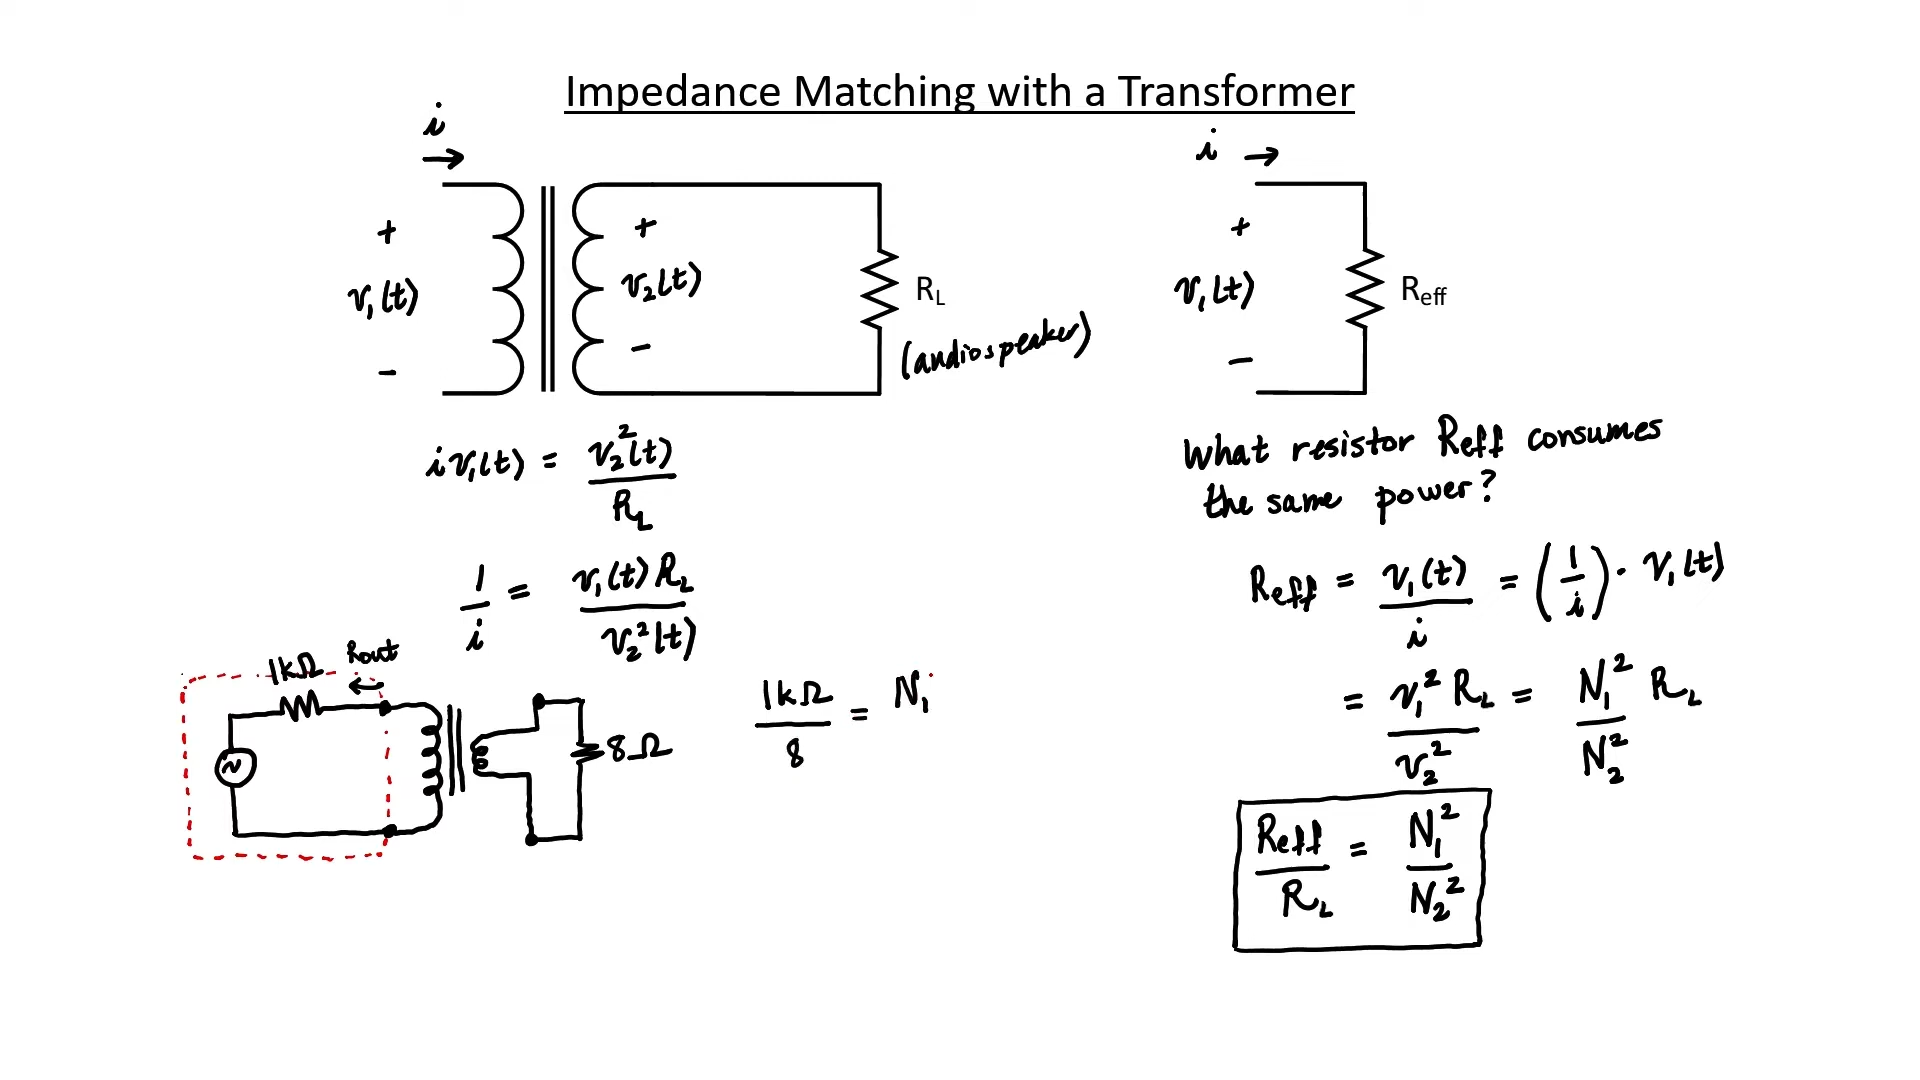 Impedance Matching with a Transformer
i →
+
v₁(t)
−
+
v₂(t)
−
R_L
(audiospeaker)
i →
+
v₁(t)
−
R_eff
i v₁(t) = v₂²(t) / R_L
1 / i = v₁(t) R_L / v₂²(t)
1kΩ
Rout
8Ω
1kΩ / 8 = N₁
What resistor Reff consumes
the same power?
Reff = v₁(t) / i = (1 / i) · v₁(t)
= v₁² R_L / v₂² = N₁² / N₂² R_L
Reff / R_L = N₁² / N₂²